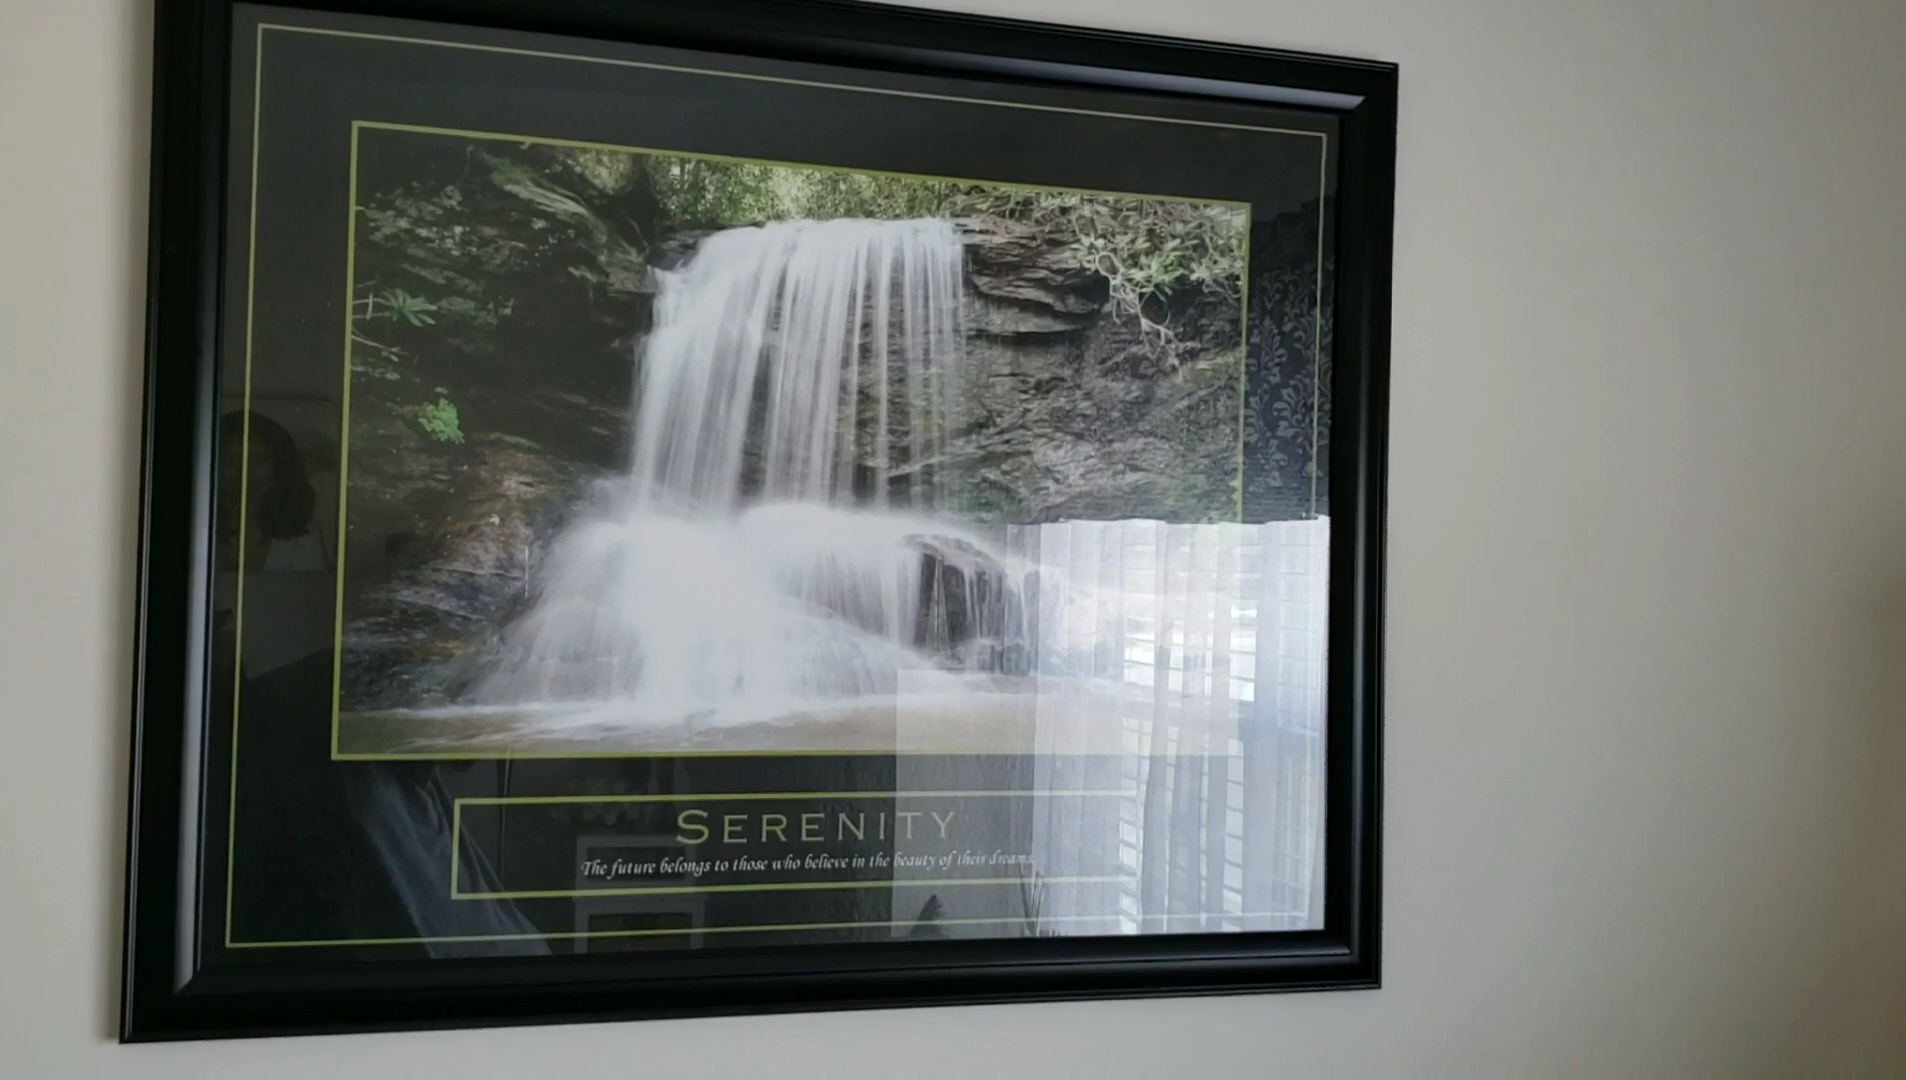 SERENITY
The future belongs to those who believe in the beauty of their dreams.